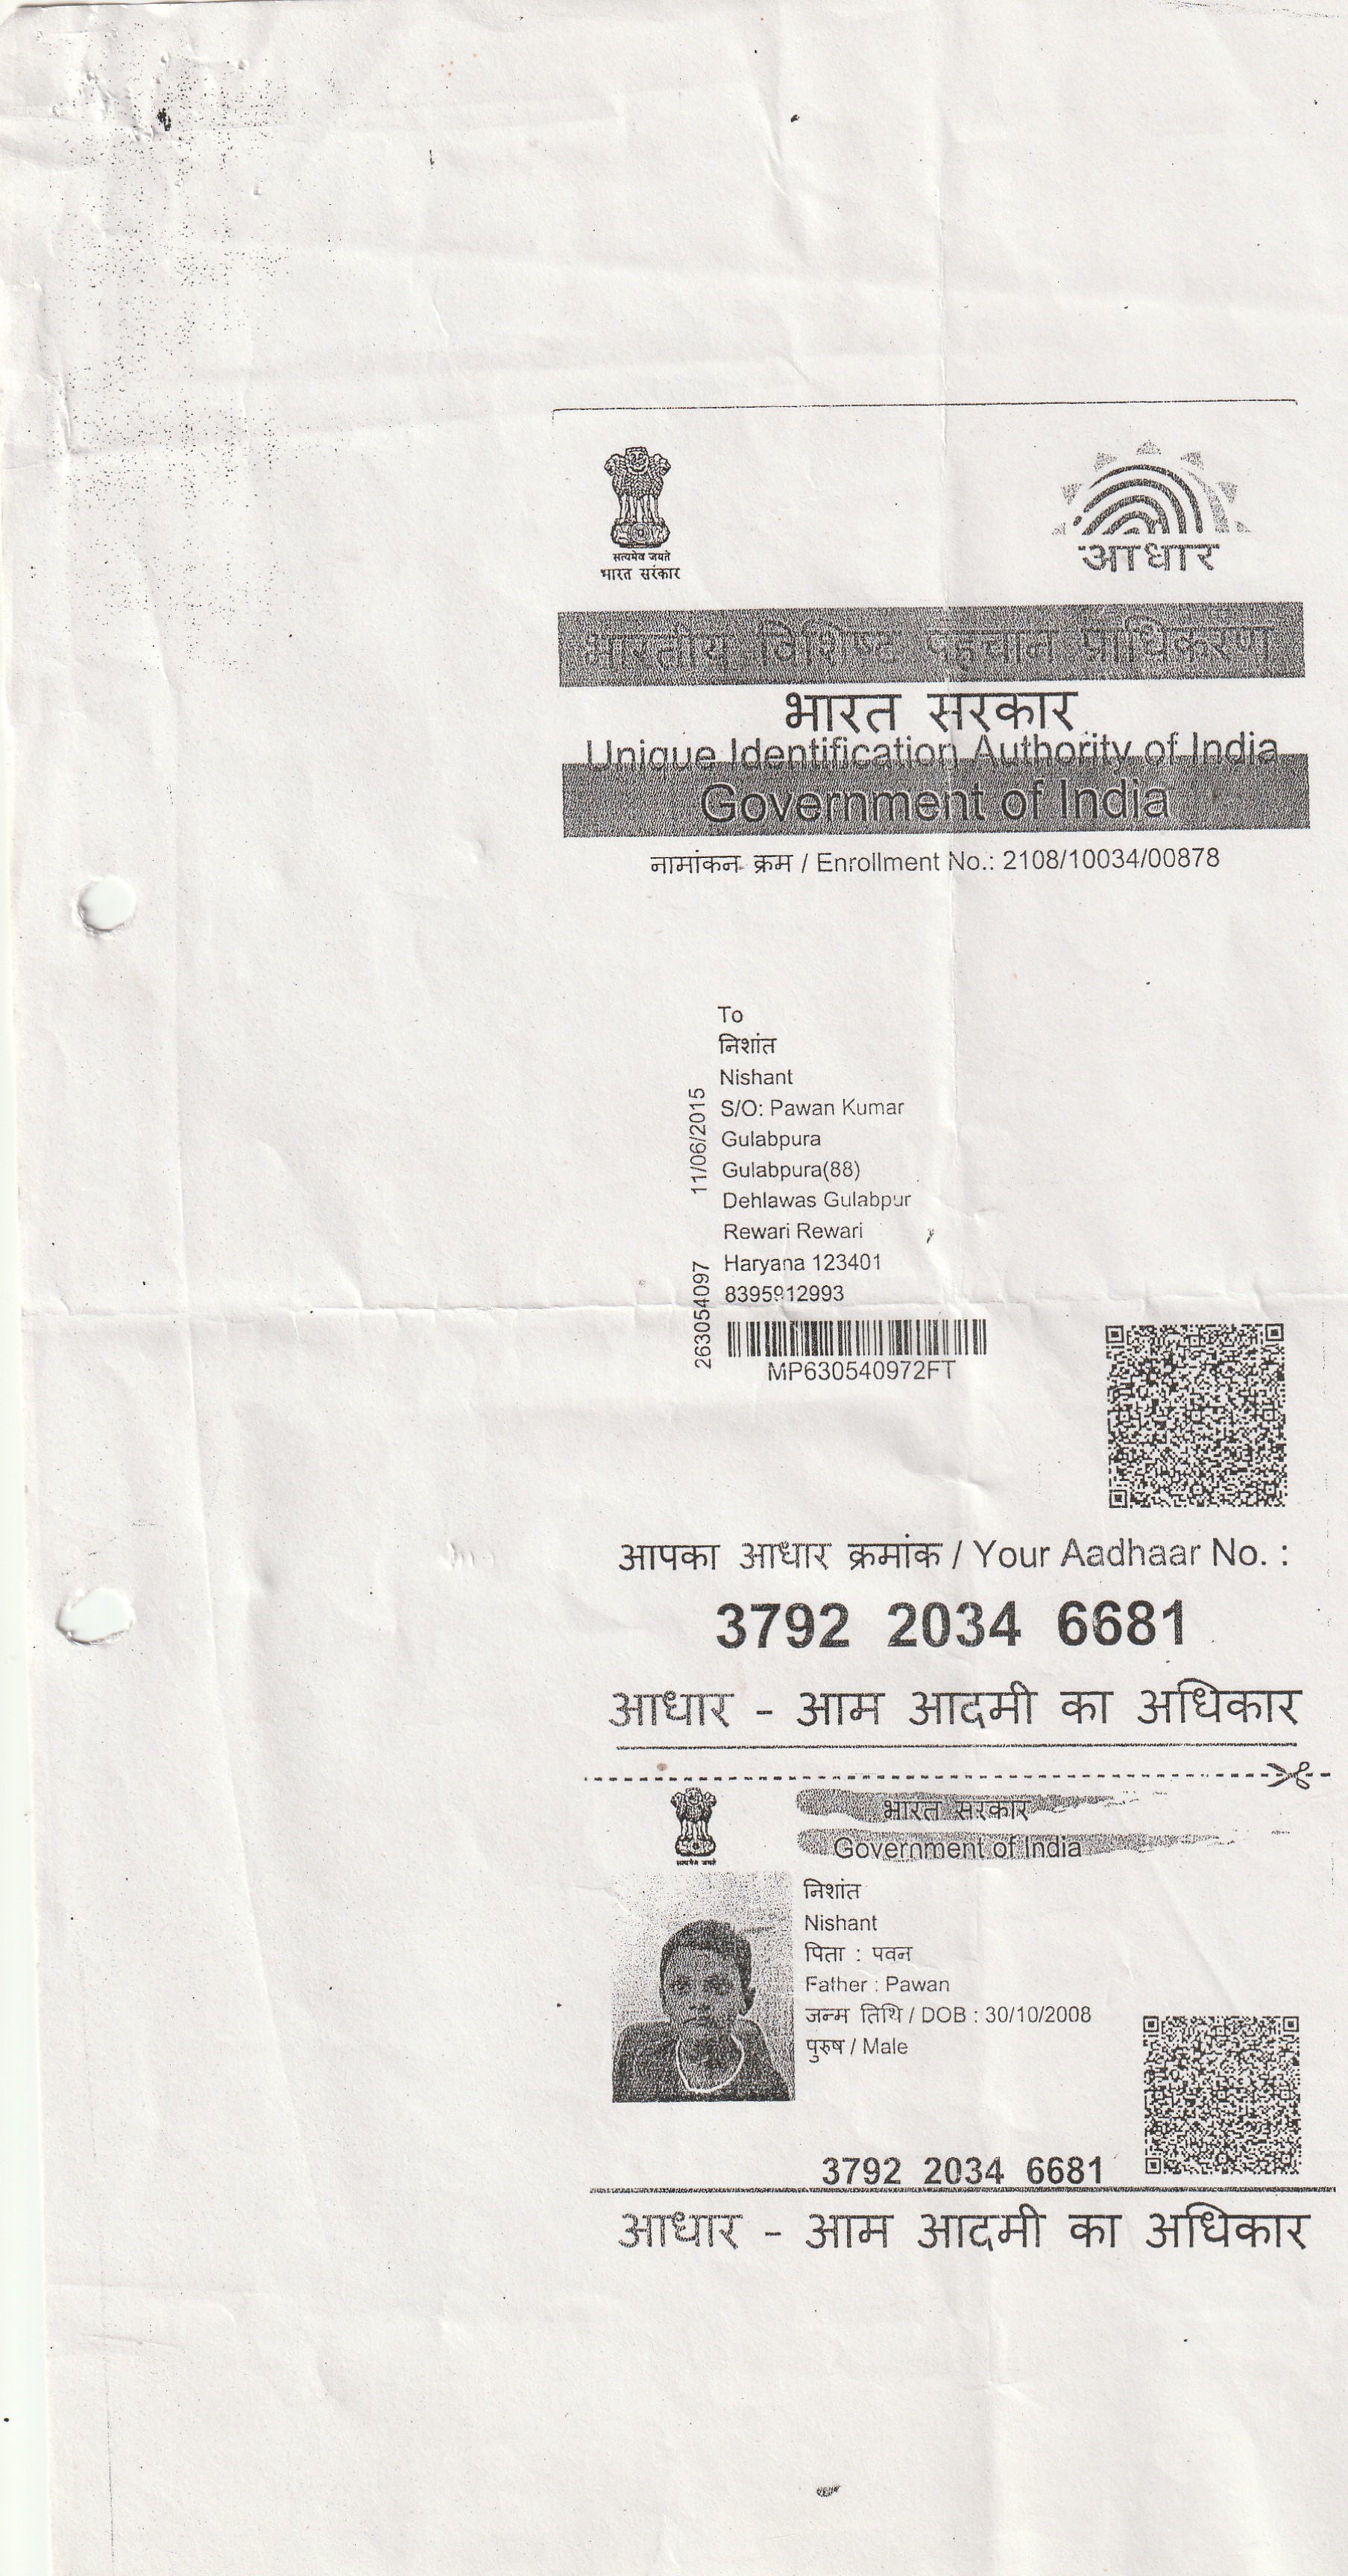 सत्यमेव जयते
भारत सरकार
आधार
भारतीय विशिष्ट पहचान प्राधिकरण
भारत सरकार
Unique Identification Authority of India
Government of India
नामांकन क्रम / Enrollment No.: 2108/10034/00878
To
निशांत
Nishant
S/O: Pawan Kumar
Gulabpura
Gulabpura(88)
Dehlawas Gulabpur
Rewari Rewari
Haryana 123401
8395912993
11/06/2015
263054097
MP630540972FT
आपका आधार क्रमांक / Your Aadhaar No. :
3792 2034 6681
आधार - आम आदमी का अधिकार
सत्यमेव जयते
भारत सरकार
Government of India
निशांत
Nishant
पिता : पवन
Father : Pawan
जन्म तिथि / DOB : 30/10/2008
पुरुष / Male
3792 2034 6681
आधार - आम आदमी का अधिकार